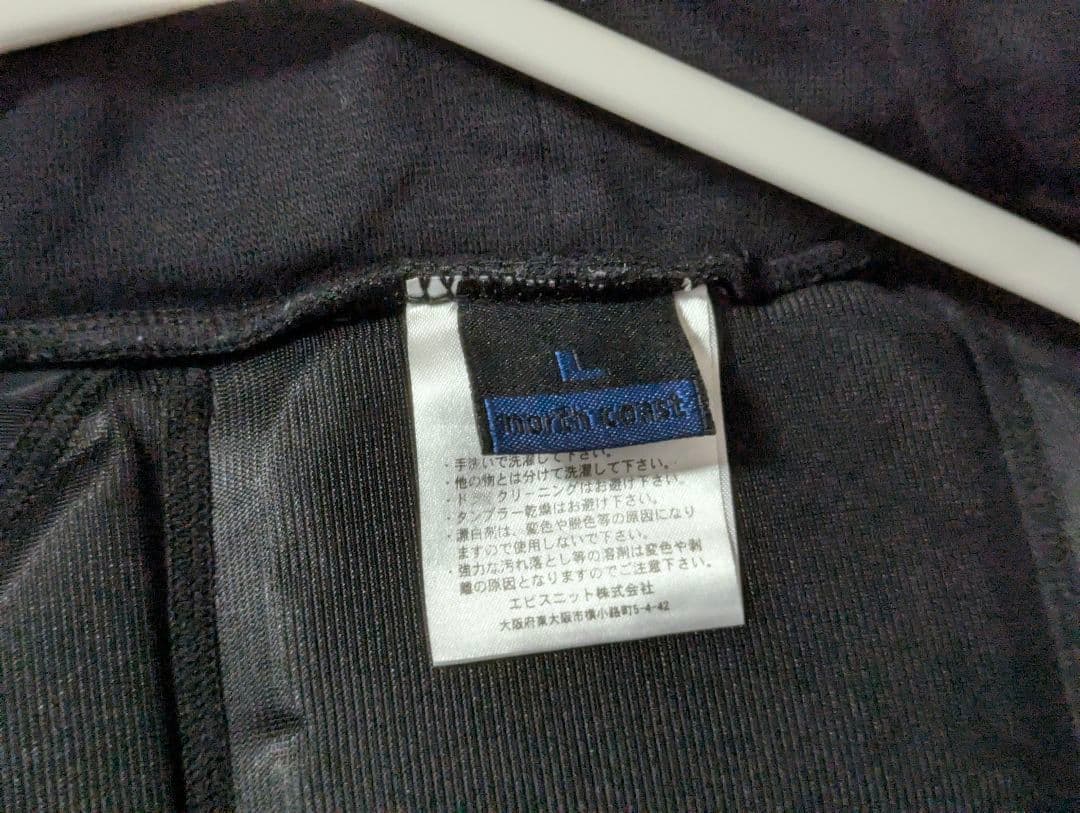 L
north coast
・手洗いで洗濯して下さい。
・他の物とは分けて洗濯して下さい。
・ド クリーニングはお避け下さい。
・タンブラー乾燥はお避け下さい。
・漂白剤は、変色や脱色等の原因になり
ますので使用しないで下さい。
・強力な汚れ落とし等の溶剤は変色や剥
離の原因となりますのでご注意下さい。
エビスニット株式会社
大阪府東大阪市横小路町5-4-42